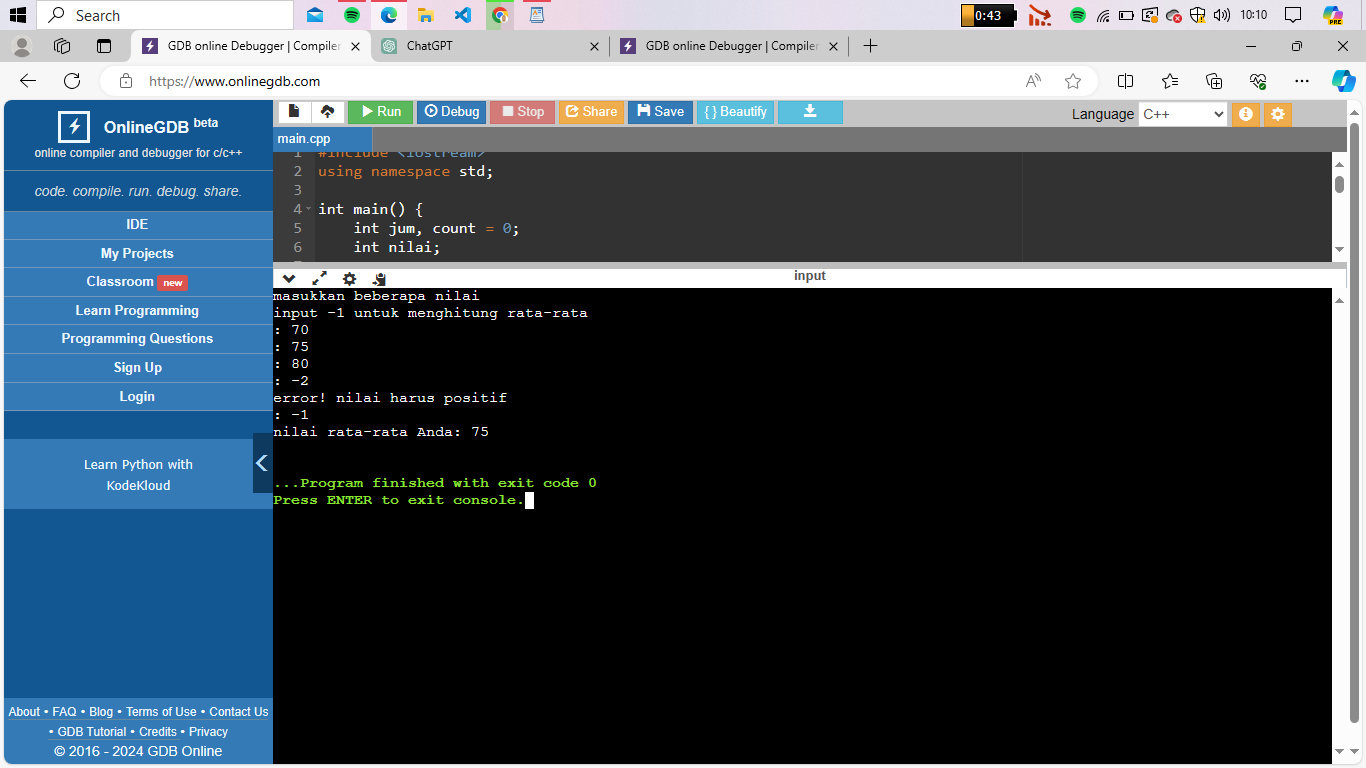 Search
0:43
10:10
PRE
GDB online Debugger | Compiler
ChatGPT
GDB online Debugger | Compiler
https://www.onlinegdb.com
OnlineGDB beta
online compiler and debugger for c/c++
code. compile. run. debug. share.
IDE
My Projects
Classroom new
Learn Programming
Programming Questions
Sign Up
Login
Learn Python with
KodeKloud
About • FAQ • Blog • Terms of Use • Contact Us
• GDB Tutorial • Credits • Privacy
© 2016 - 2024 GDB Online
Run Debug Stop Share Save { } Beautify
Language C++
main.cpp
1 #include <iostream>
2 using namespace std;
3
4 int main() {
5 int jum, count = 0;
6 int nilai;
input
masukkan beberapa nilai
input -1 untuk menghitung rata-rata
: 70
: 75
: 80
: -2
error! nilai harus positif
: -1
nilai rata-rata Anda: 75
...Program finished with exit code 0
Press ENTER to exit console.